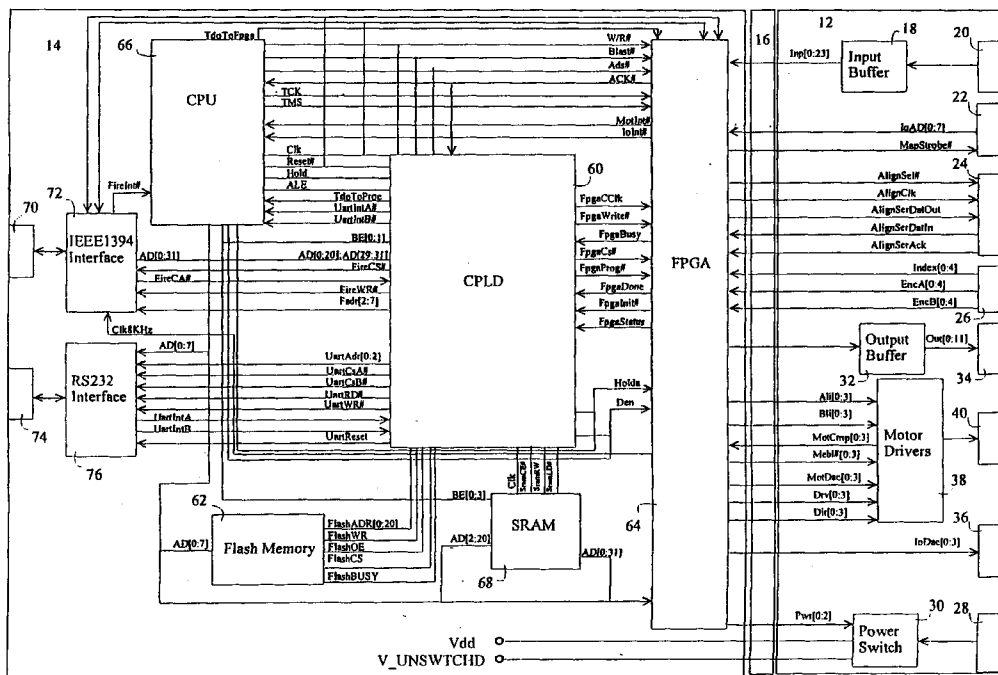 14
66
TdoToFpga
CPU
W/R#
Blast#
Ads#
ACK#
TCK
TMS
MotInt#
IoInt#
Clk
Reset#
Hold
ALE
TdoToProc
UartIntA#
UartIntB#
BE[0:1]
AD[0:20];AD[29:31]
60
CPLD
72
FireInt#
70
IEEE1394
Interface
AD[0:31]
FireCS#
FireCA#
FireWR#
Fadr[2:7]
Clk8KHz
AD[0:7]
RS232
Interface
74
76
UartAdr[0:2]
UartCsA#
UartCsB#
UartRD#
UartWR#
UartIntA
UartIntB
UartReset
FpgaCClk
FpgaWrite#
FpgaBusy
FpgaCs#
FpgaProg#
FpgaDone
FpgaInit#
FpgaStatus
Holda
Den
FPGA
64
62
Flash Memory
AD[0:7]
FlashADR[0:20]
FlashWR
FlashOE
FlashCS
FlashBUSY
BE[0:3]
Clk
SramCE#
SramRW
SramLD#
SRAM
AD[2:20]
68
AD[0:31]
Vdd
V_UNSWTCHD
16
12
18
Input
Buffer
20
Inp[0:23]
22
IoAD[0:7]
MapStrobe#
24
AlignSel#
AlignClk
AlignSerDatOut
AlignSerDatIn
AlignSerAck
Index[0:4]
EncA[0:4]
EncB[0:4]
26
Output
Buffer
Out[0:11]
32
34
Ali[0:3]
Bli[0:3]
MotCmp[0:3]
Mebl#[0:3]
MotDac[0:3]
Drv[0:3]
Dir[0:3]
Motor
Drivers
40
38
36
IoDac[0:3]
Pwr[0:2]
30
Power
Switch
28